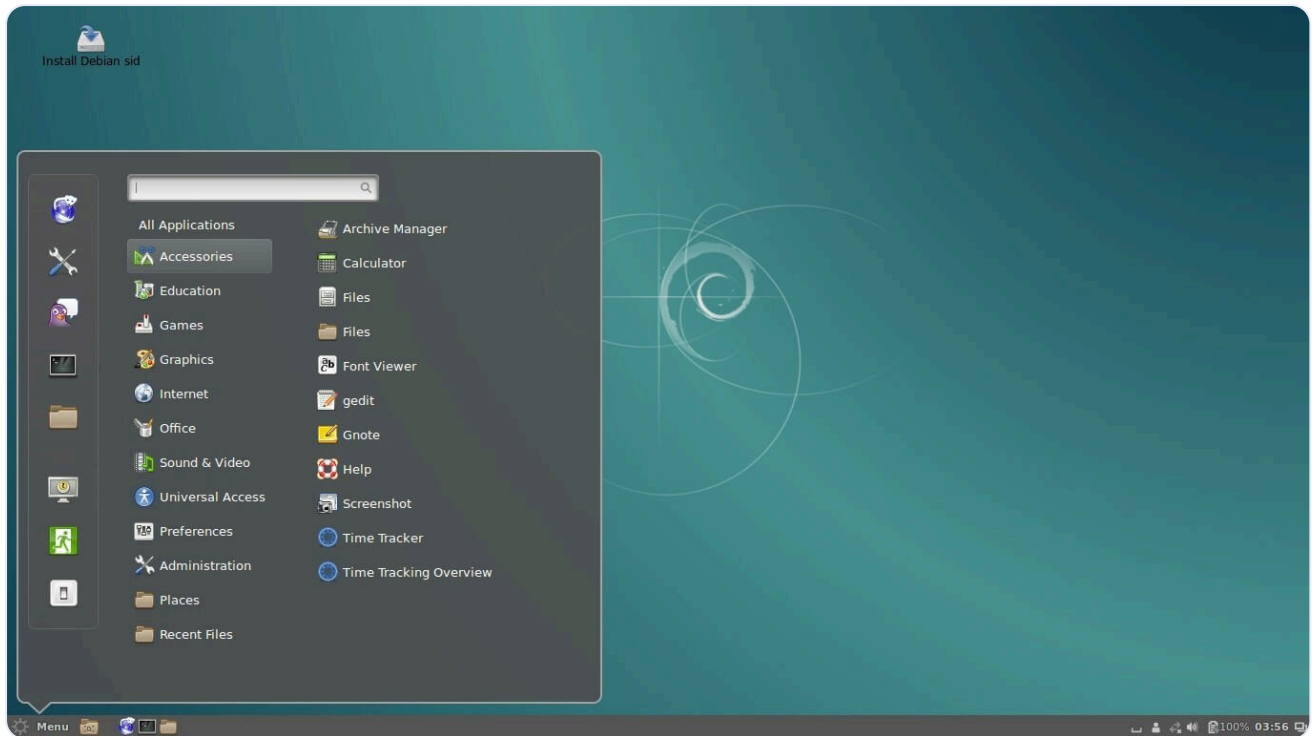 Install Debian sid
All Applications
Accessories
Education
Games
Graphics
Internet
Office
Sound & Video
Universal Access
Preferences
Administration
Places
Recent Files
Archive Manager
Calculator
Files
Files
Font Viewer
gedit
Gnote
Help
Screenshot
Time Tracker
Time Tracking Overview
Menu
100% 03:56